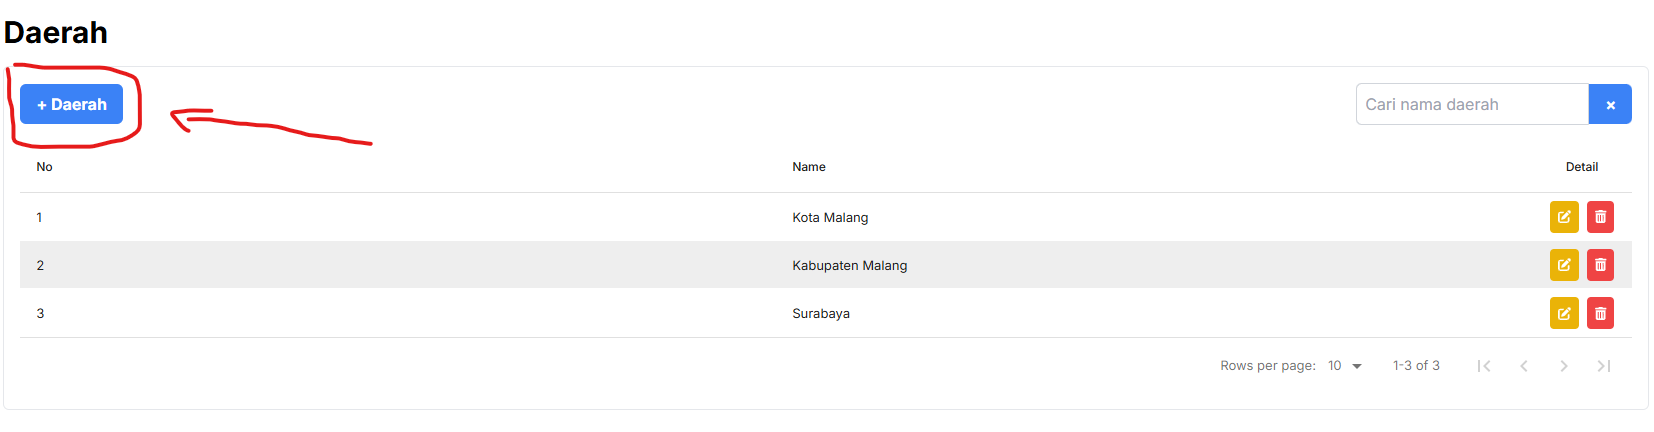 Daerah
+ Daerah
Cari nama daerah ×
No Name Detail
1 Kota Malang
2 Kabupaten Malang
3 Surabaya
Rows per page: 10 1-3 of 3